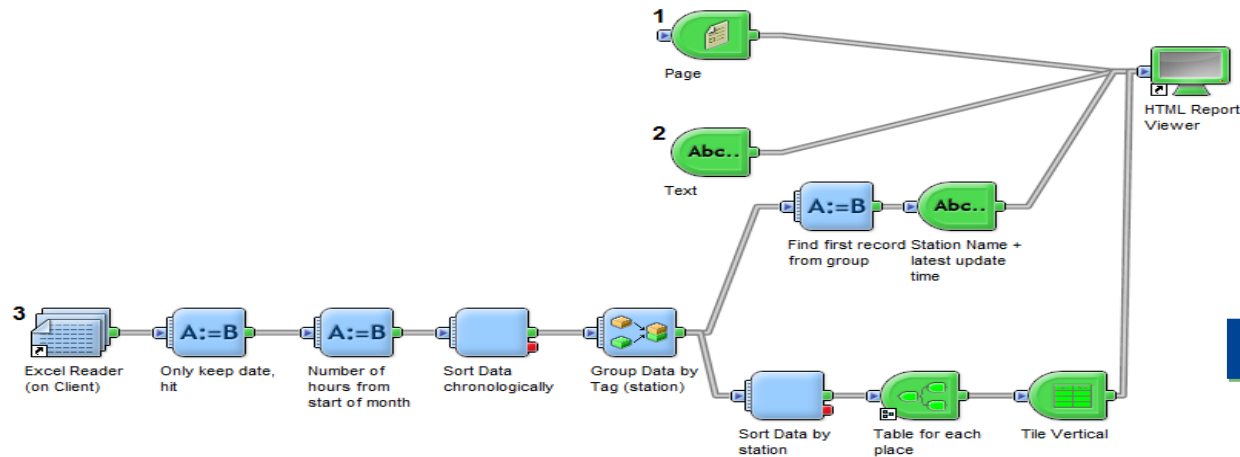 1
Page
HTML Report
Viewer
2
Abc..
Text
A:=B
Abc..
Find first record
from group
Station Name +
latest update
time
3
A:=B
A:=B
Excel Reader
(on Client)
Only keep date,
hit
Number of
hours from
start of month
Sort Data
chronologically
Group Data by
Tag (station)
Sort Data by
station
Table for each
place
Tile Vertical